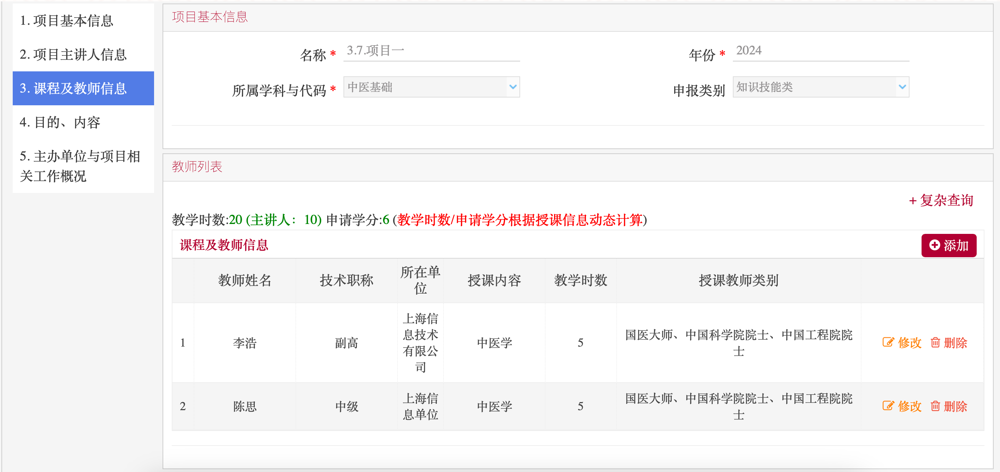 1. 项目基本信息
2. 项目主讲人信息
3. 课程及教师信息
4. 目的、内容
5. 主办单位与项目相
关工作概况
项目基本信息
名称 * 3.7.项目一 年份 * 2024
所属学科与代码 * 中医基础 申报类别 知识技能类
教师列表
+ 复杂查询
教学时数:20 (主讲人：10) 申请学分:6 (教学时数/申请学分根据授课信息动态计算)
课程及教师信息
添加
教师姓名 技术职称 所在单位 授课内容 教学时数 授课教师类别
1 李浩 副高 上海信息技术有限公司 中医学 5 国医大师、中国科学院院士、中国工程院院士 修改 删除
2 陈思 中级 上海信息单位 中医学 5 国医大师、中国科学院院士、中国工程院院士 修改 删除